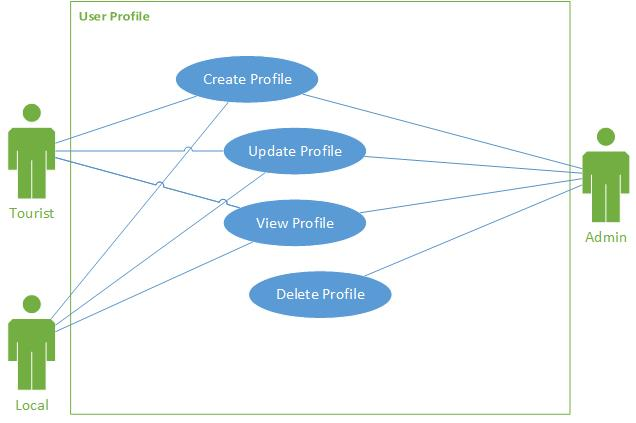 User Profile
Create Profile
Update Profile
Tourist
View Profile
Admin
Delete Profile
Local